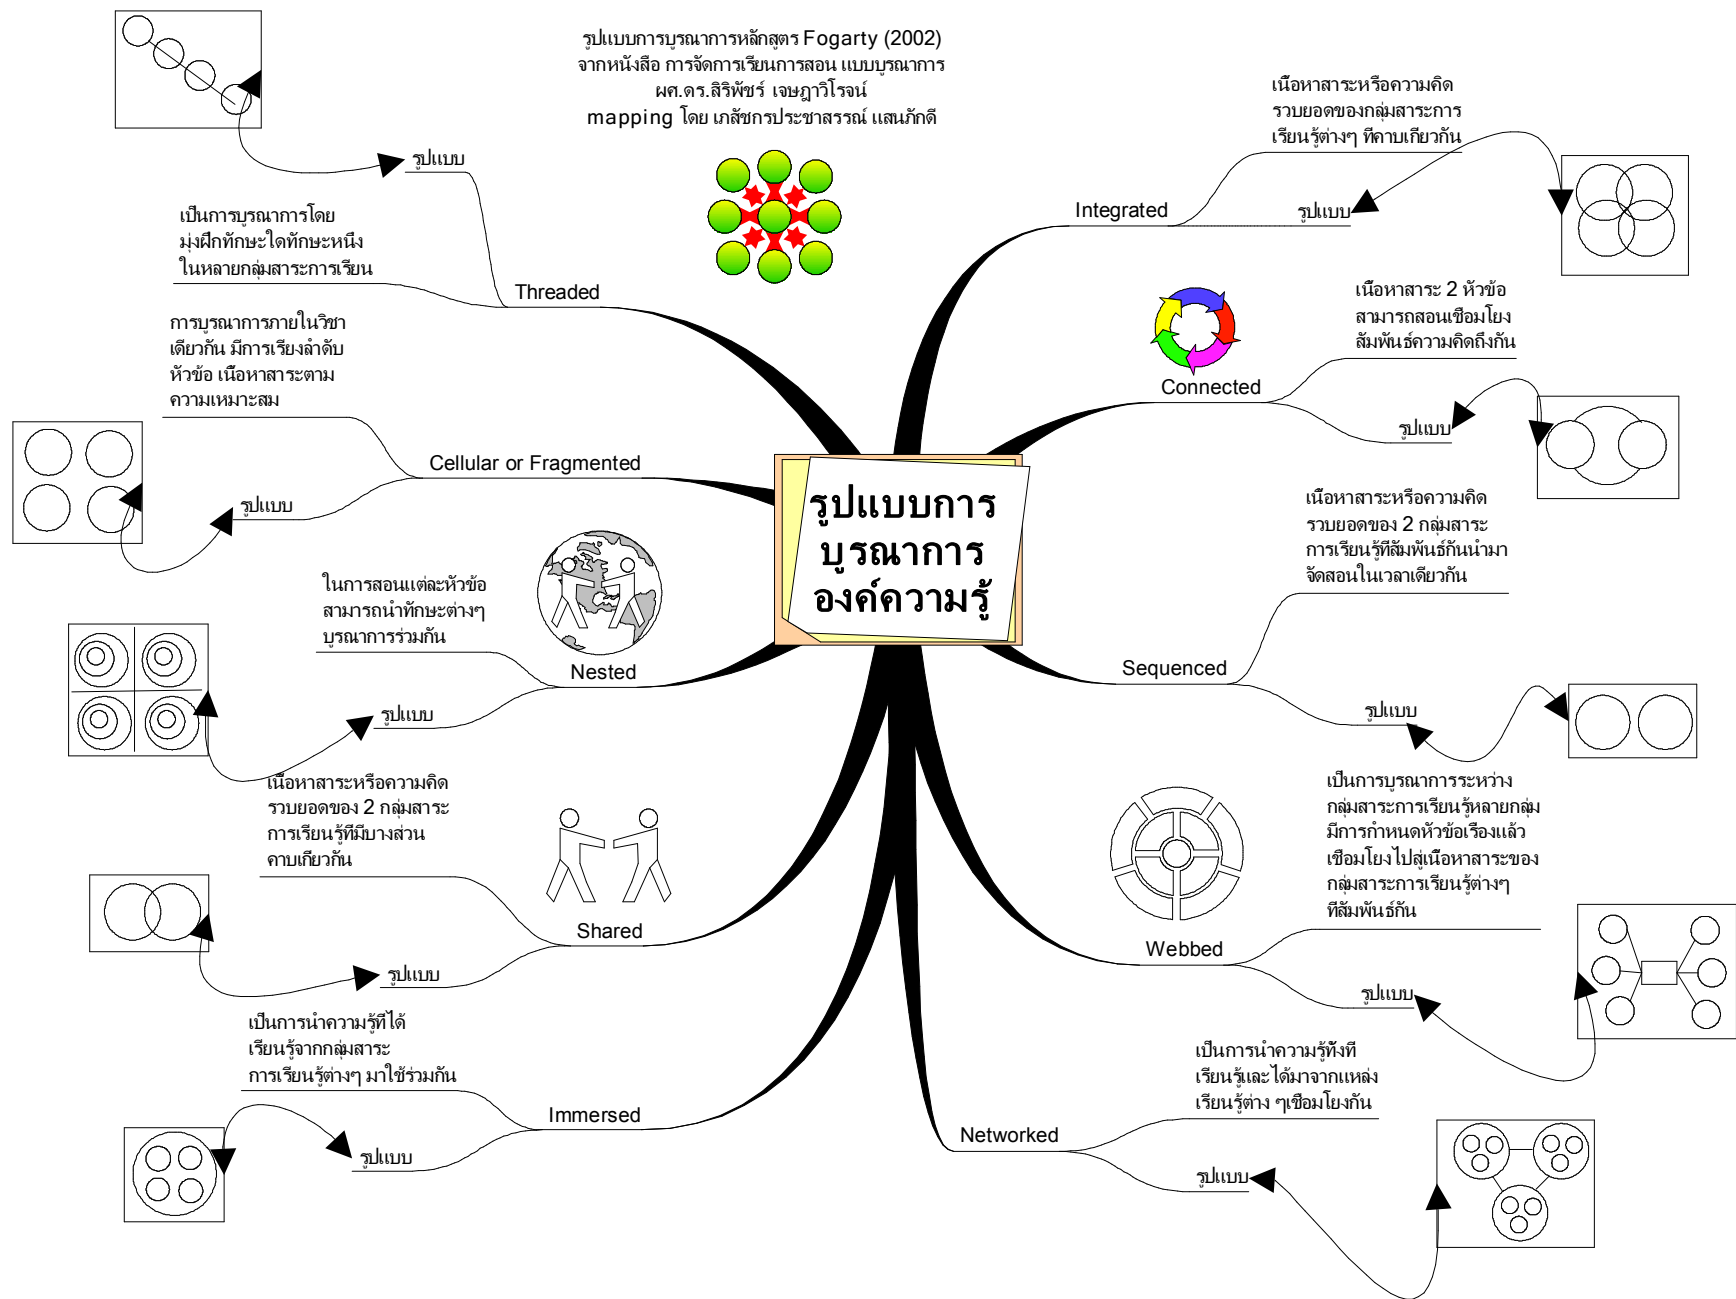 รูปแบบการบูรณาการหลักสูตร Fogarty (2002)
จากหนังสือ การจัดการเรียนการสอน แบบบูรณาการ
ผศ.ดร.สิริพัชร์ เจษฎาวิโรจน์
mapping โดย เภสัชกรประชาสรรณ์ แสนภักดี
รูปแบบการ
บูรณาการ
องค์ความรู้
Integrated
เนื้อหาสาระหรือความคิด
รวบยอดของกลุ่มสาระการ
เรียนรู้ต่างๆ ที่คาบเกี่ยวกัน
รูปแบบ
Connected
เนื้อหาสาระ 2 หัวข้อ
สามารถสอนเชื่อมโยง
สัมพันธ์ความคิดถึงกัน
รูปแบบ
Sequenced
เนื้อหาสาระหรือความคิด
รวบยอดของ 2 กลุ่มสาระ
การเรียนรู้ที่สัมพันธ์กันนำมา
จัดสอนในเวลาเดียวกัน
รูปแบบ
Webbed
เป็นการบูรณาการระหว่าง
กลุ่มสาระการเรียนรู้หลายกลุ่ม
มีการกำหนดหัวข้อเรื่องแล้ว
เชื่อมโยงไปสู่เนื้อหาสาระของ
กลุ่มสาระการเรียนรู้ต่างๆ
ที่สัมพันธ์กัน
รูปแบบ
Networked
เป็นการนำความรู้ทั้งที่
เรียนรู้และได้มาจากแหล่ง
เรียนรู้ต่าง ๆเชื่อมโยงกัน
รูปแบบ
Threaded
รูปแบบ
เป็นการบูรณาการโดย
มุ่งฝึกทักษะใดทักษะหนึ่ง
ในหลายกลุ่มสาระการเรียน
Cellular or Fragmented
การบูรณาการภายในวิชา
เดียวกัน มีการเรียงลำดับ
หัวข้อ เนื้อหาสาระตาม
ความเหมาะสม
รูปแบบ
Nested
ในการสอนแต่ละหัวข้อ
สามารถนำทักษะต่างๆ
บูรณาการร่วมกัน
รูปแบบ
Shared
เนื้อหาสาระหรือความคิด
รวบยอดของ 2 กลุ่มสาระ
การเรียนรู้ที่มีบางส่วน
คาบเกี่ยวกัน
รูปแบบ
Immersed
เป็นการนำความรู้ที่ได้
เรียนรู้จากกลุ่มสาระ
การเรียนรู้ต่างๆ มาใช้ร่วมกัน
รูปแบบ